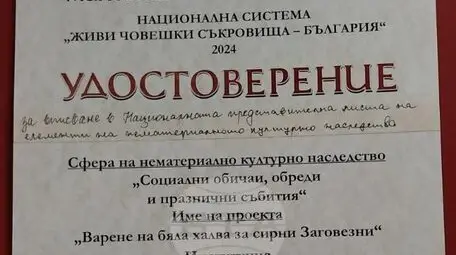 НАЦИОНАЛНА СИСТЕМА
„ЖИВИ ЧОВЕШКИ СЪКРОВИЩА – БЪЛГАРИЯ“
2024
УДОСТОВЕРЕНИЕ
за вписване в Националната представителна листа на
елементи на нематериалното културно наследство
Сфера на нематериално културно наследство
„Социални обичаи, обреди
и празнични събития“
Име на проекта
„Варене на бяла халва за сирни Заговезни“